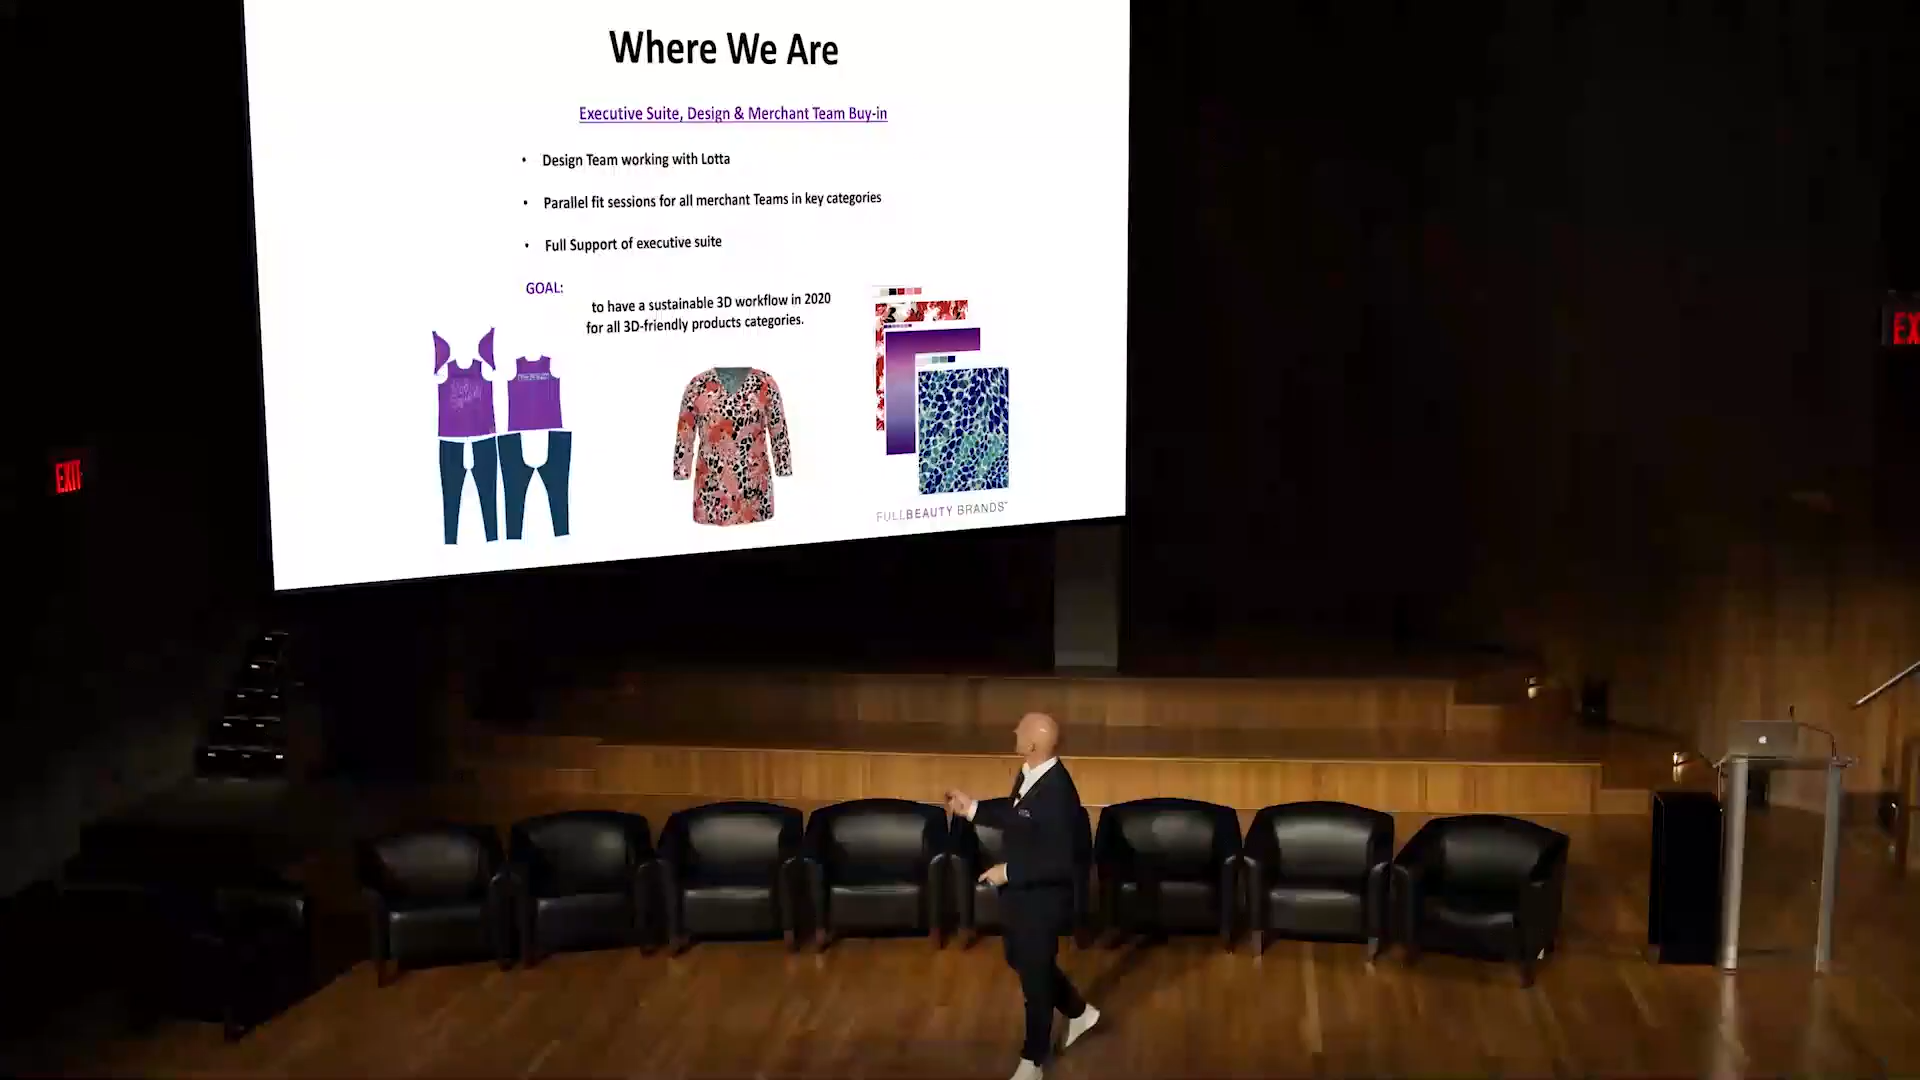 Where We Are
Executive Suite, Design & Merchant Team Buy-in
• Design Team working with Lotta
• Parallel fit sessions for all merchant Teams in key categories
• Full Support of executive suite
GOAL:
to have a sustainable 3D workflow in 2020
for all 3D-friendly products categories.
FULLBEAUTY BRANDS
EXIT
EX